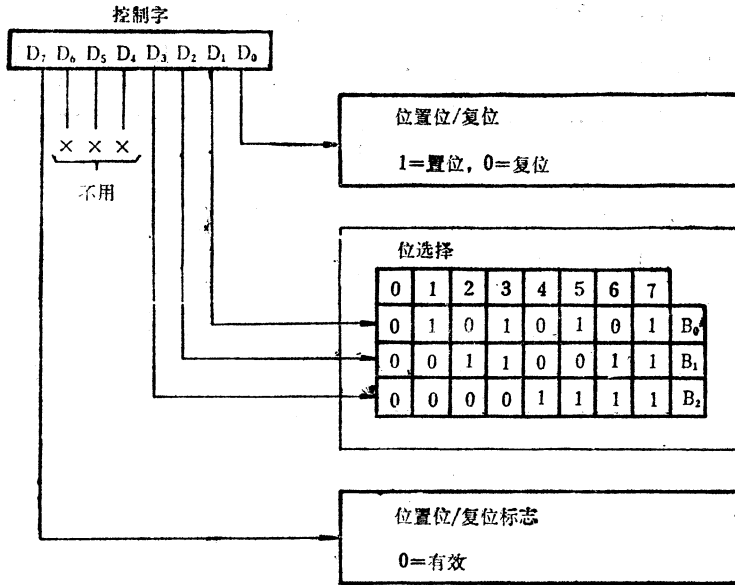 控制字
D₇ D₆ D₅ D₄ D₃ D₂ D₁ D₀
× × ×
不用
位置位/复位
1=置位，0=复位
位选择
0 1 2 3 4 5 6 7
0 1 0 1 0 1 0 1 B₀
0 0 1 1 0 0 1 1 B₁
0 0 0 0 1 1 1 1 B₂
位置位/复位标志
0=有效